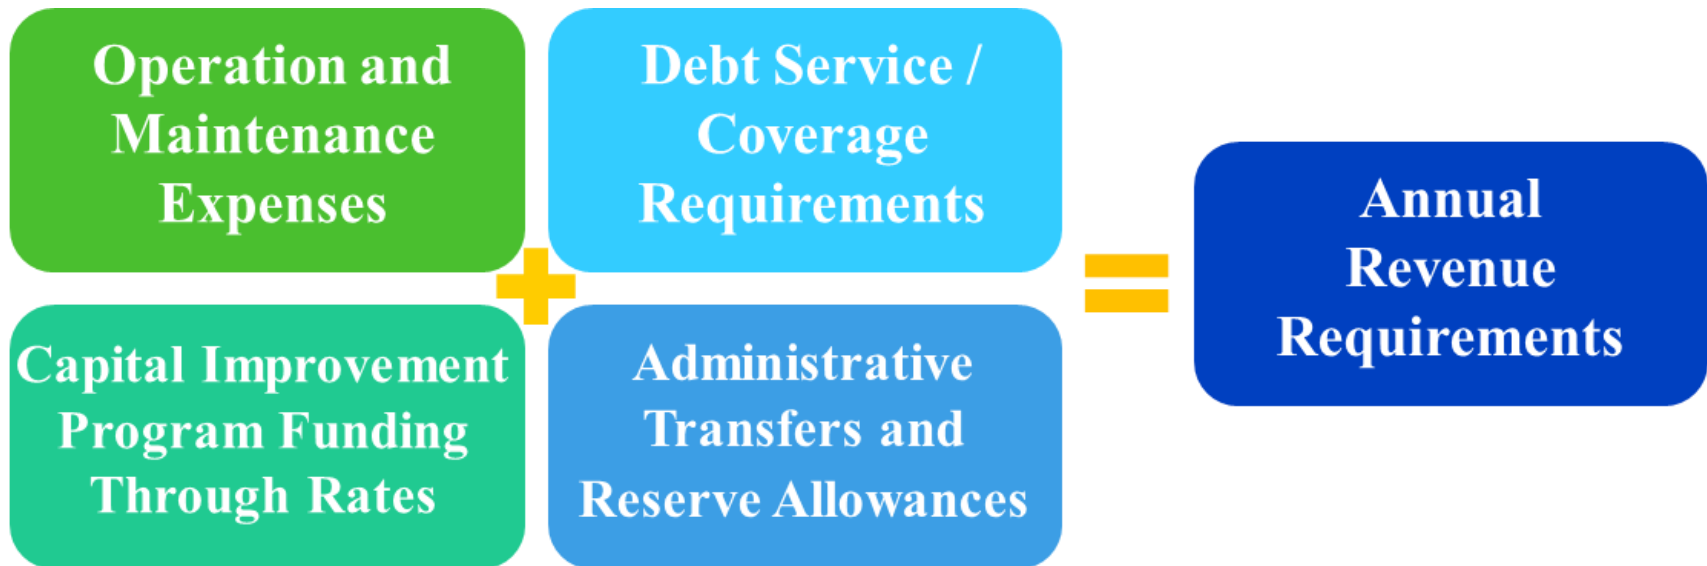 Operation and
Maintenance
Expenses
Debt Service /
Coverage
Requirements
Capital Improvement
Program Funding
Through Rates
Administrative
Transfers and
Reserve Allowances
Annual
Revenue
Requirements